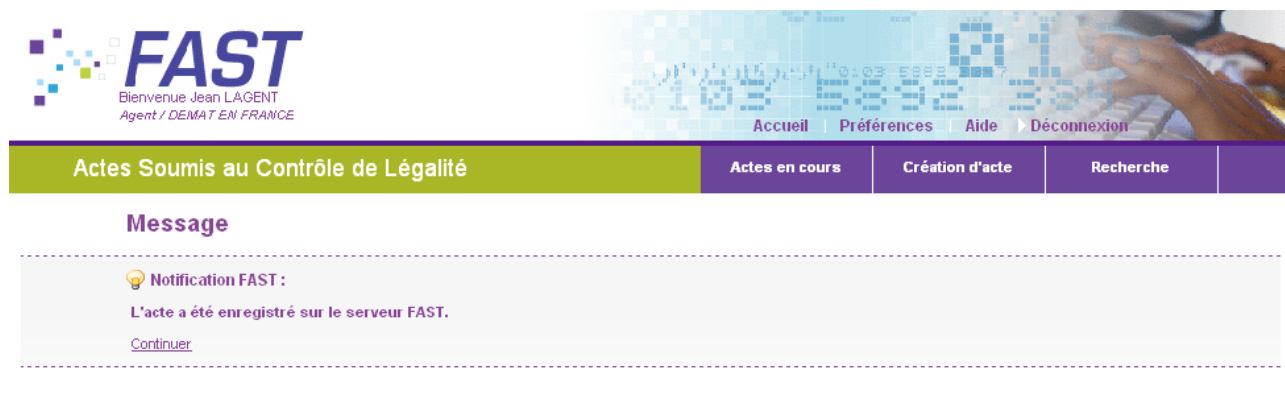 FAST
Bienvenue Jean LAGENT
Agent / DEMAT EN FRANCE
Accueil Préférences Aide Déconnexion
Actes Soumis au Contrôle de Légalité Actes en cours Création d'acte Recherche
Message
Notification FAST :
L'acte a été enregistré sur le serveur FAST.
Continuer